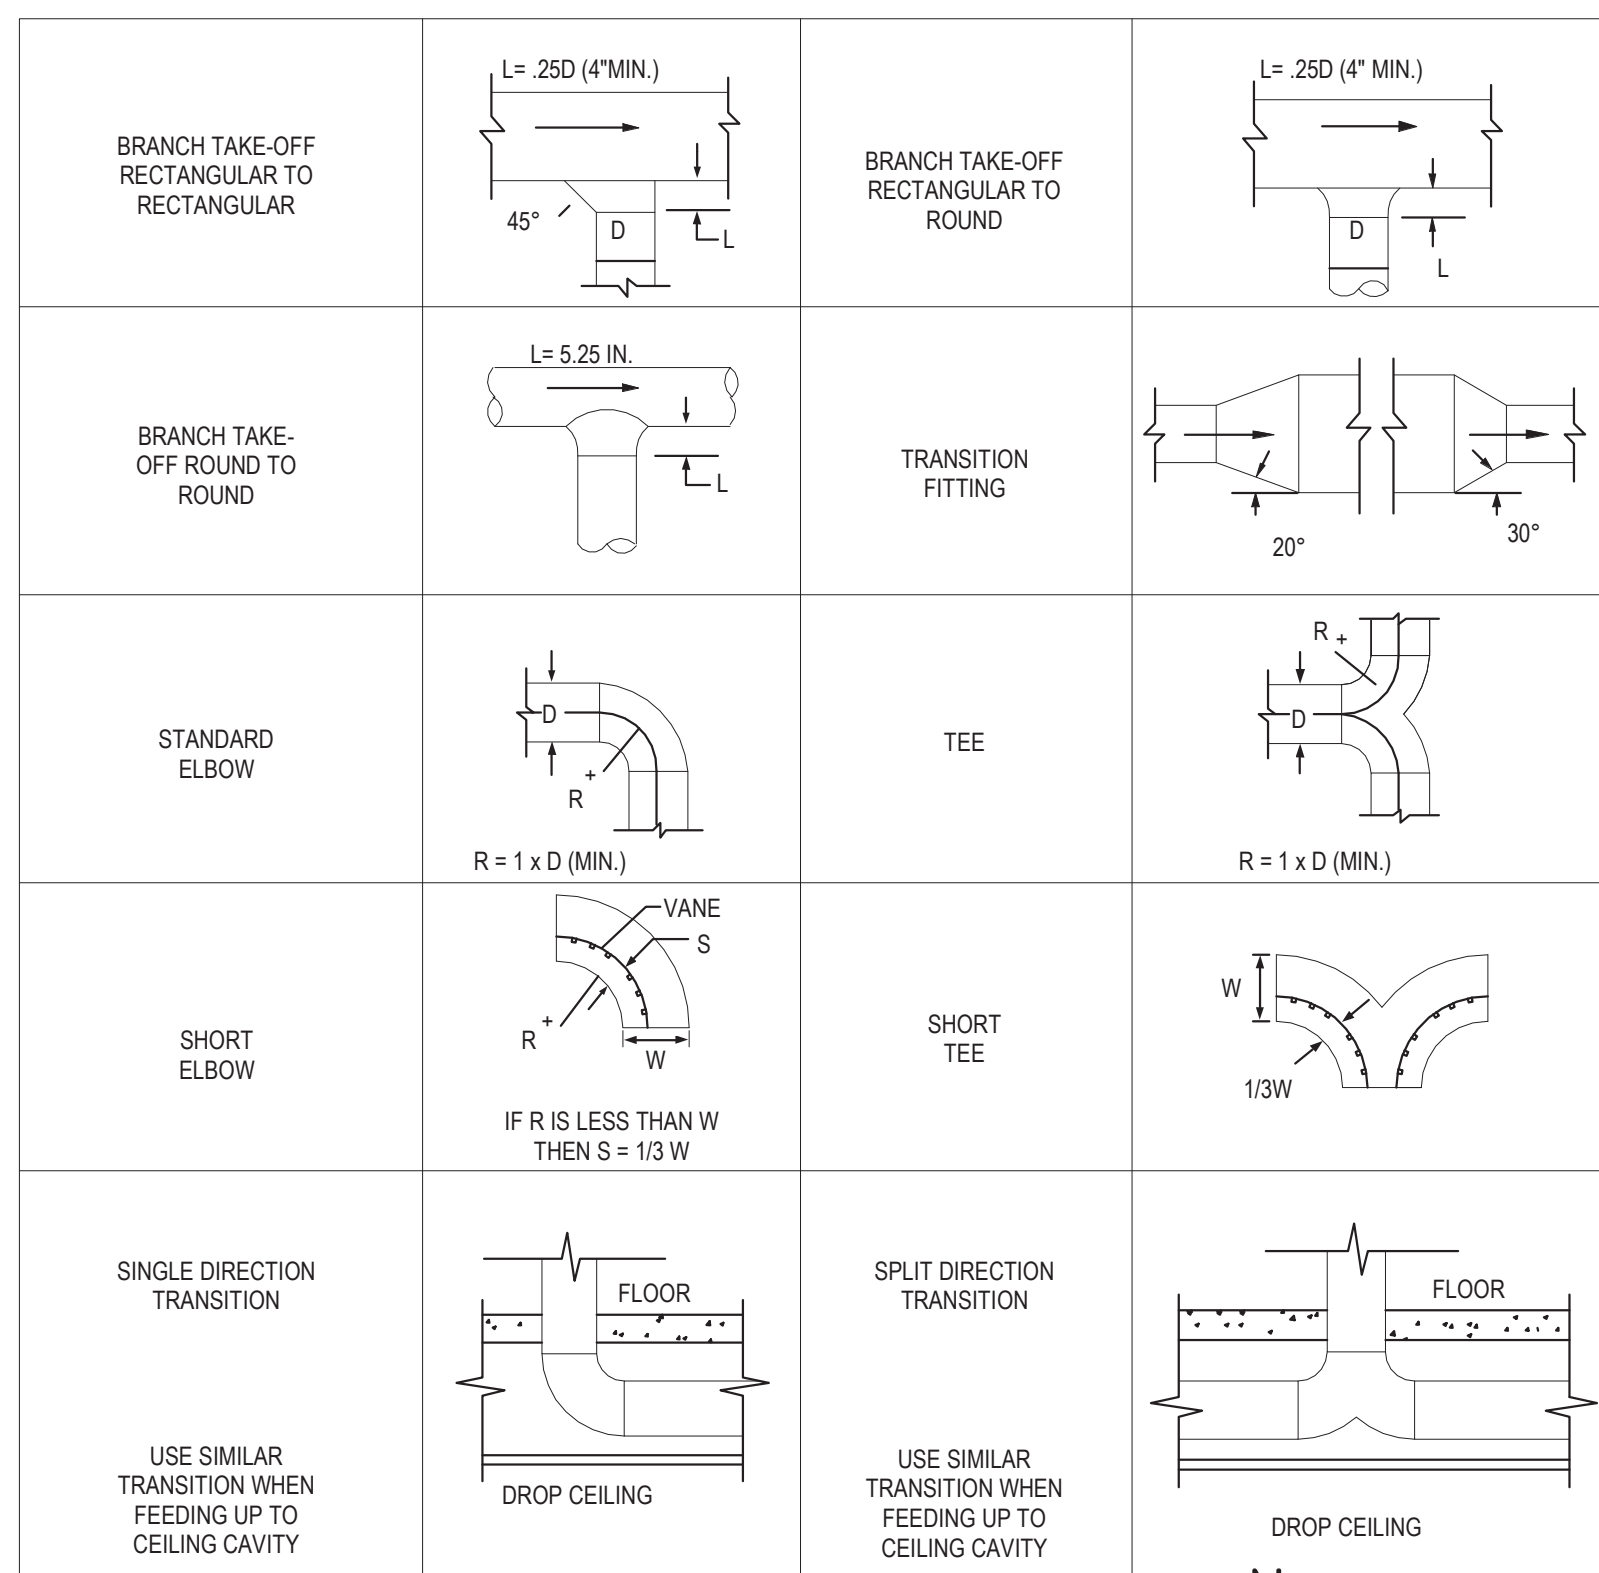 BRANCH TAKE-OFF
RECTANGULAR TO
RECTANGULAR
L= .25D (4"MIN.)
45°
D
L
BRANCH TAKE-OFF
RECTANGULAR TO
ROUND
L= .25D (4" MIN.)
D
L
BRANCH TAKE-
OFF ROUND TO
ROUND
L= 5.25 IN.
L
TRANSITION
FITTING
20°
30°
STANDARD
ELBOW
D
R +
R = 1 x D (MIN.)
TEE
R +
D
R = 1 x D (MIN.)
SHORT
ELBOW
VANE
S
R +
W
IF R IS LESS THAN W
THEN S = 1/3 W
SHORT
TEE
W
1/3W
SINGLE DIRECTION
TRANSITION
USE SIMILAR
TRANSITION WHEN
FEEDING UP TO
CEILING CAVITY
FLOOR
DROP CEILING
SPLIT DIRECTION
TRANSITION
USE SIMILAR
TRANSITION WHEN
FEEDING UP TO
CEILING CAVITY
FLOOR
DROP CEILING